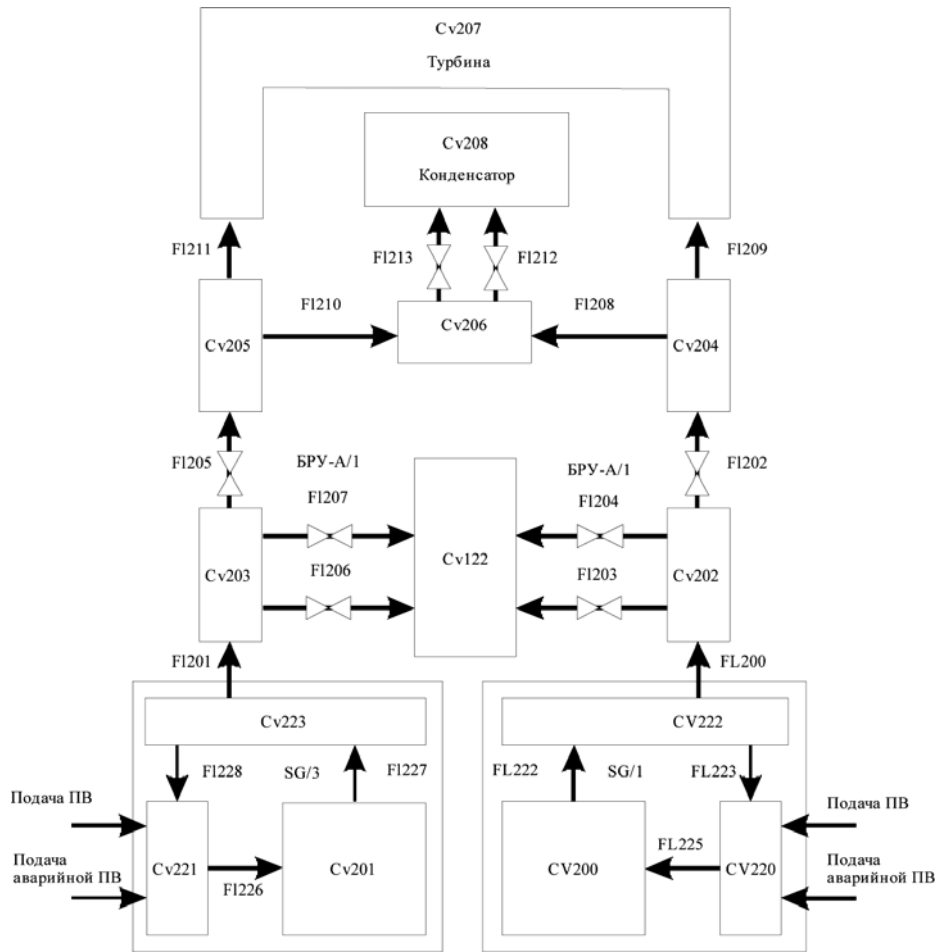 Cv207
Турбина
Cv208
Конденсатор
Fl211
Fl213
Fl212
Fl209
Fl210
Fl208
Cv206
Cv205
Cv204
Fl205
БРУ-А/1
БРУ-А/1
Fl202
Fl207
Fl204
Cv203
Cv122
Cv202
Fl206
Fl203
Fl201
FL200
Cv223
CV222
Fl228
SG/3
Fl227
FL222
SG/1
FL223
Подача ПВ
Подача ПВ
Подача
аварийной ПВ
Cv221
Fl226
Cv201
CV200
FL225
CV220
Подача
аварийной ПВ